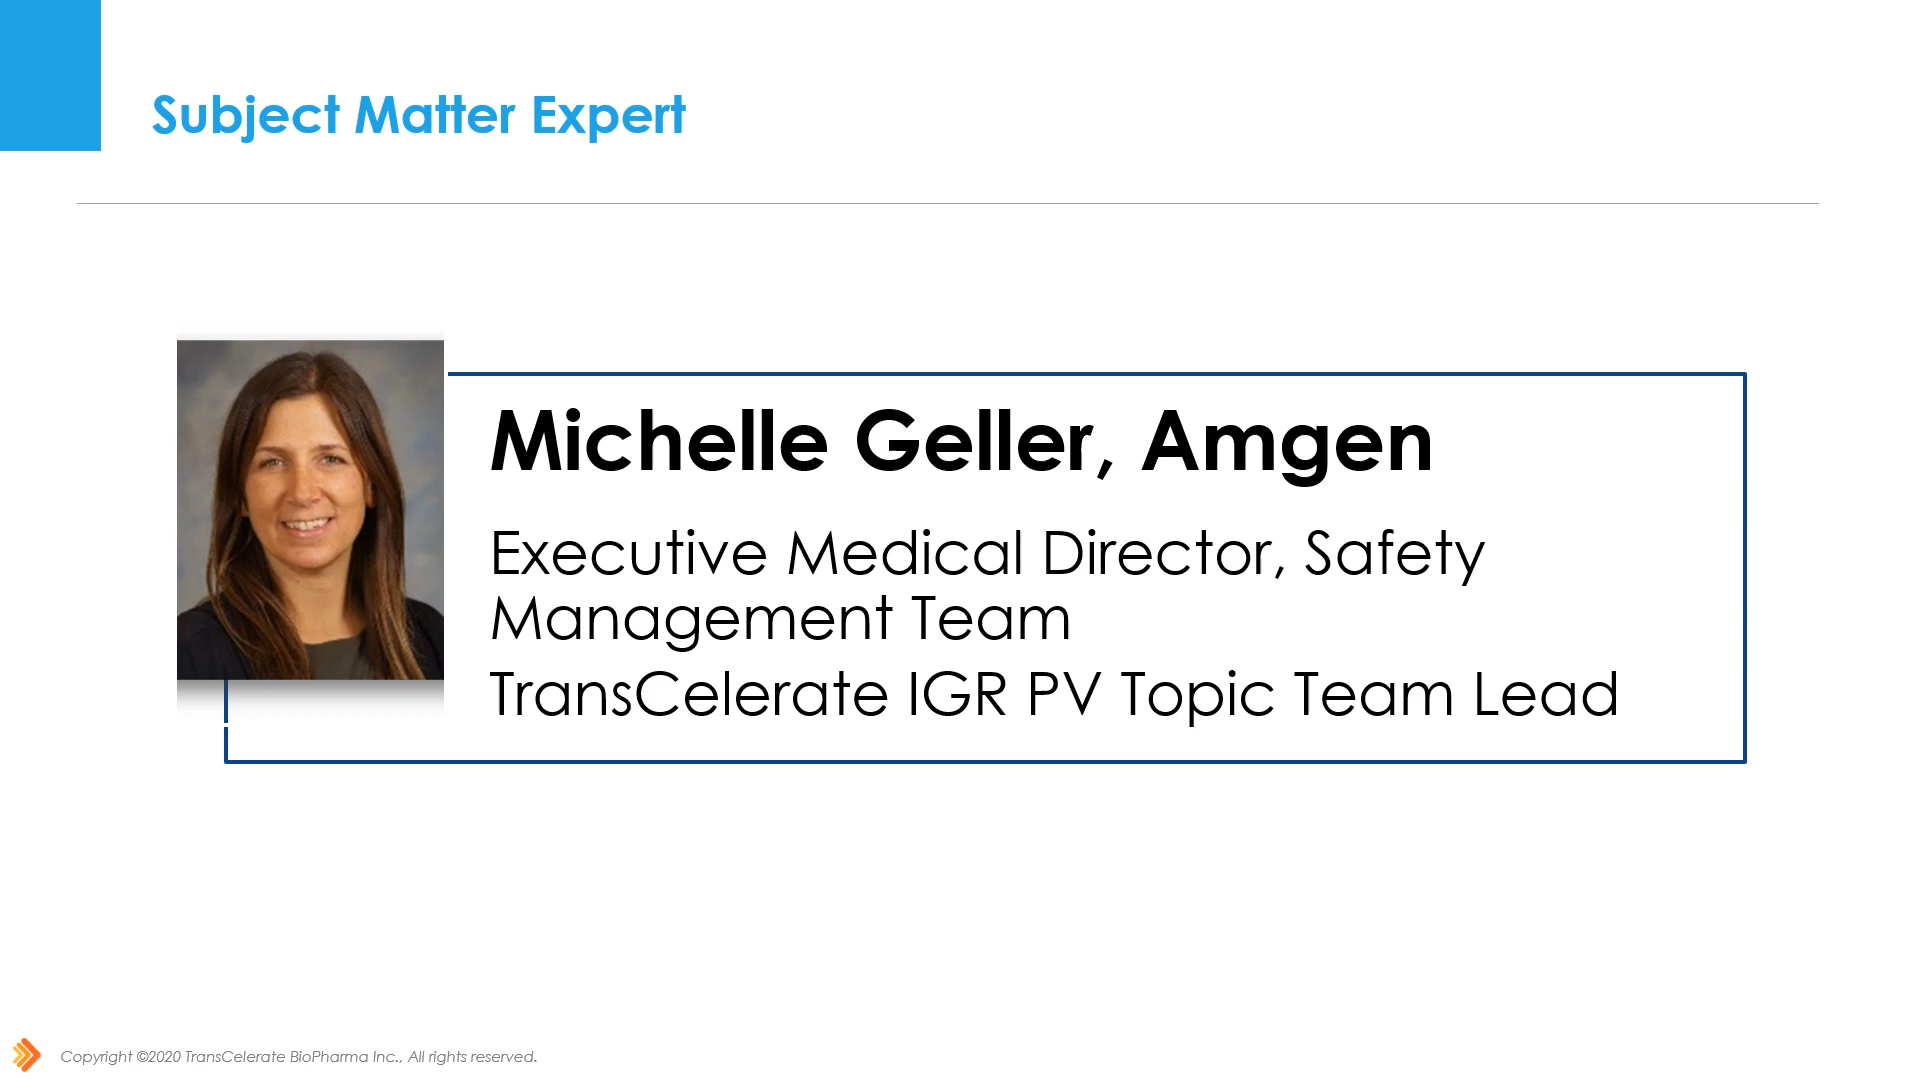 Subject Matter Expert
Michelle Geller, Amgen
Executive Medical Director, Safety
Management Team
TransCelerate IGR PV Topic Team Lead
Copyright ©2020 TransCelerate BioPharma Inc., All rights reserved.